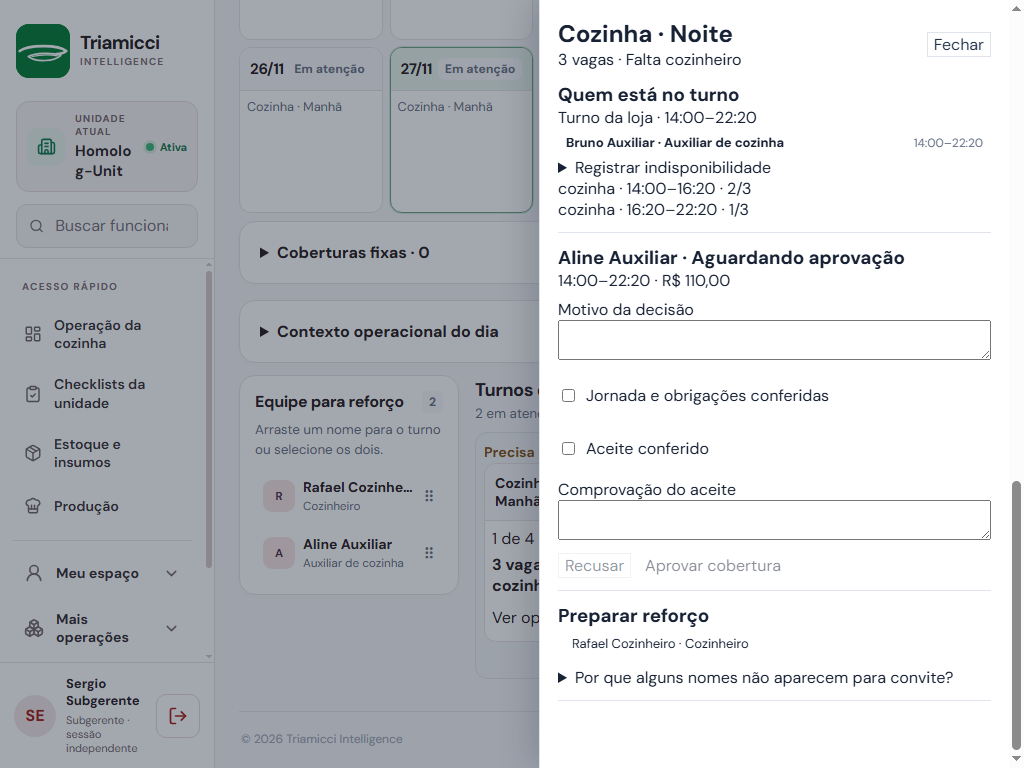 Triamicci
INTELLIGENCE
UNIDADE
ATUAL
Homolo
g-Unit
Ativa
Buscar funciona
ACESSO RÁPIDO
Operação da
cozinha
Checklists da
unidade
Estoque e
insumos
Produção
Meu espaço
Mais
operações
SE
Sergio
Subgerente
Subgerente ·
sessão
independente
26/11 Em atenção
Cozinha · Manhã
27/11 Em atenção
Cozinha · Manhã
Coberturas fixas · 0
Contexto operacional do dia
Equipe para reforço 2
Arraste um nome para o turno
ou selecione os dois.
R
Rafael Cozinhe...
Cozinheiro
A
Aline Auxiliar
Auxiliar de cozinha
Turnos
2 em aten
Precisa
Cozinh
Manhã
1 de 4
3 vaga
cozinh
Ver op
© 2026 Triamicci Intelligence
Cozinha · Noite
3 vagas · Falta cozinheiro
Fechar
Quem está no turno
Turno da loja · 14:00–22:20
Bruno Auxiliar · Auxiliar de cozinha 14:00–22:20
Registrar indisponibilidade
cozinha · 14:00–16:20 · 2/3
cozinha · 16:20–22:20 · 1/3
Aline Auxiliar · Aguardando aprovação
14:00–22:20 · R$ 110,00
Motivo da decisão
Jornada e obrigações conferidas
Aceite conferido
Comprovação do aceite
Recusar Aprovar cobertura
Preparar reforço
Rafael Cozinheiro · Cozinheiro
Por que alguns nomes não aparecem para convite?